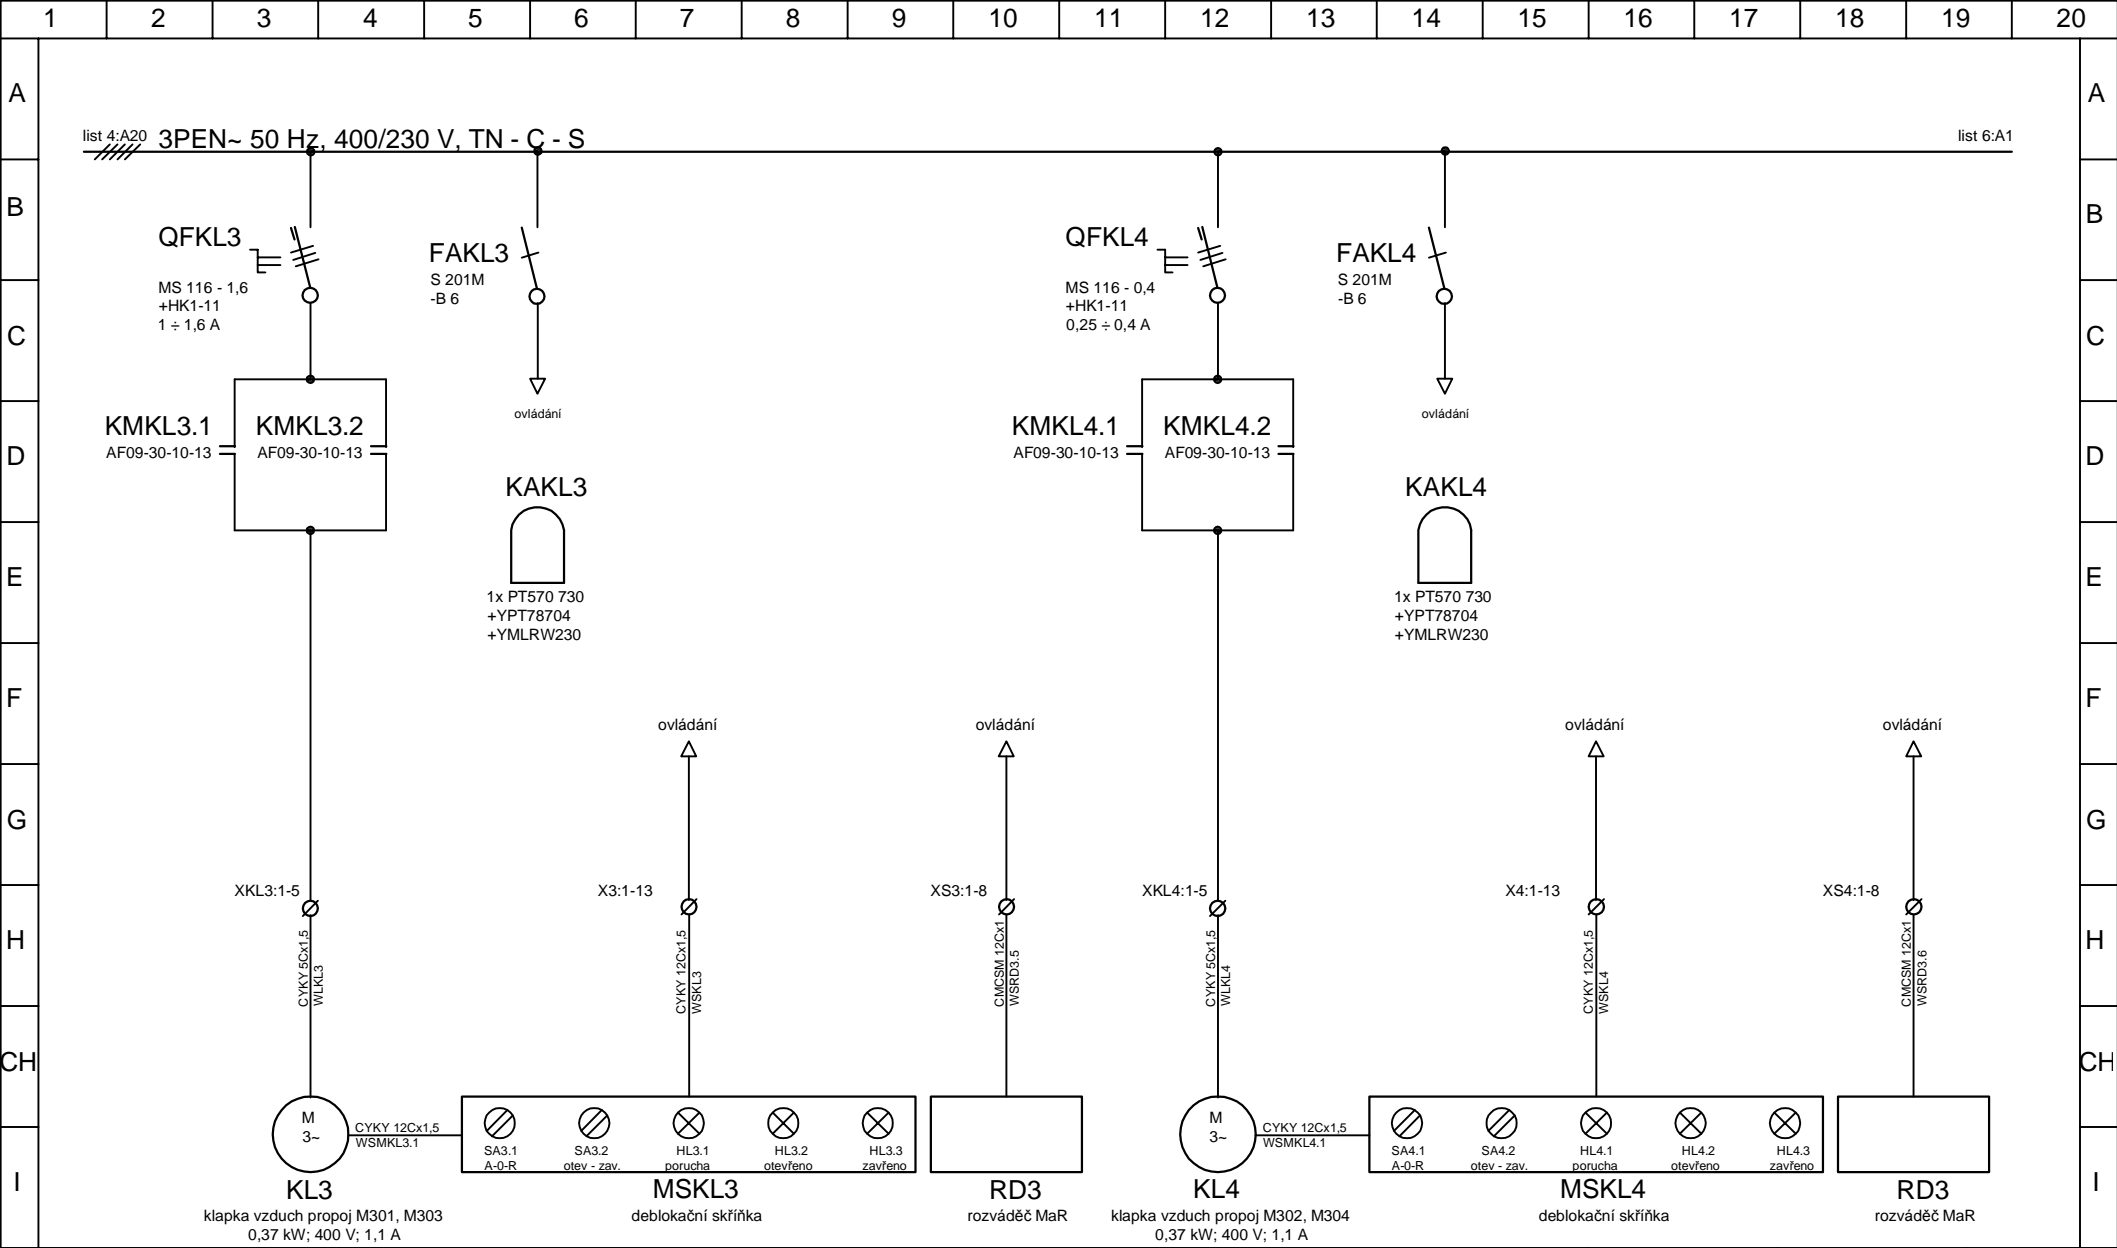 1 2 3 4 5 6 7 8 9 10 11 12 13 14 15 16 17 18 19 20
A A
list 4:A20 3PEN~ 50 Hz, 400/230 V, TN - C - S list 6:A1
B B
QFKL3
MS 116 - 1,6
+HK1-11
1 ÷ 1,6 A
FAKL3
S 201M
-B 6
QFKL4
MS 116 - 0,4
+HK1-11
0,25 ÷ 0,4 A
FAKL4
S 201M
-B 6
C C
ovládání ovládání
KMKL3.1 KMKL3.2 KMKL4.1 KMKL4.2
AF09-30-10-13 AF09-30-10-13 AF09-30-10-13 AF09-30-10-13
D D
KAKL3
1x PT570 730
+YPT78704
+YMLRW230
KAKL4
1x PT570 730
+YPT78704
+YMLRW230
E E
F F
ovládání ovládání ovládání ovládání
G G
XKL3:1-5 X3:1-13 XS3:1-8 XKL4:1-5 X4:1-13 XS4:1-8
H H
CYKY 5Cx1,5
WLKL3
CYKY 12Cx1,5
WSKL3
CMCSM 12Cx1
WSRD3.5
CYKY 5Cx1,5
WLKL4
CYKY 12Cx1,5
WSKL4
CMCSM 12Cx1
WSRD3.6
CH CH
M
3~
CYKY 12Cx1,5
WSMKL3.1
SA3.1 SA3.2 HL3.1 HL3.2 HL3.3
A-0-R otev - zav. porucha otevřeno zavřeno
M
3~
CYKY 12Cx1,5
WSMKL4.1
SA4.1 SA4.2 HL4.1 HL4.2 HL4.3
A-0-R otev - zav. porucha otevřeno zavřeno
I I
KL3
klapka vzduch propoj M301, M303
0,37 kW; 400 V; 1,1 A
MSKL3
deblokační skříňka
RD3
rozváděč MaR
KL4
klapka vzduch propoj M302, M304
0,37 kW; 400 V; 1,1 A
MSKL4
deblokační skříňka
RD3
rozváděč MaR